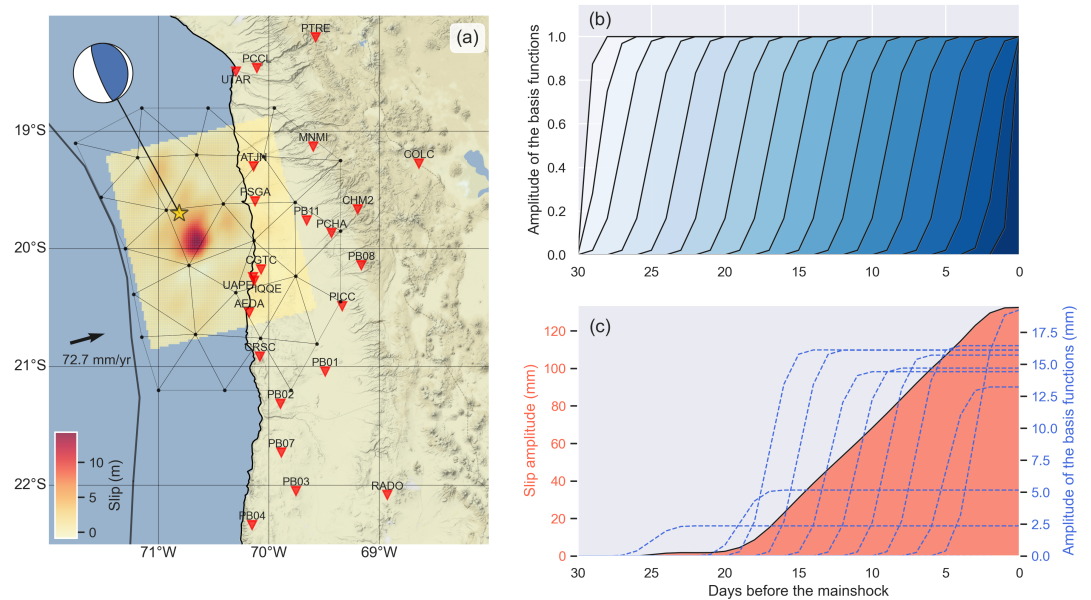 (a)
PTRE
PCCL
UTAR
19°S
MNMI
COLC
ATJN
PSGA
CHM2
PB11
PCHA
20°S
PB08
CGTC
UAPE
IQQE
PICC
AEDA
72.7 mm/yr
CRSC
21°S
PB01
PB02
PB07
22°S
PB03
RADO
PB04
Slip (m)
10
5
0
71°W
70°W
69°W
(b)
Amplitude of the basis functions
1.0
0.8
0.6
0.4
0.2
0.0
30
25
20
15
10
5
0
(c)
Slip amplitude (mm)
120
100
80
60
40
20
0
Amplitude of the basis functions (mm)
17.5
15.0
12.5
10.0
7.5
5.0
2.5
0.0
30
25
20
15
10
5
0
Days before the mainshock